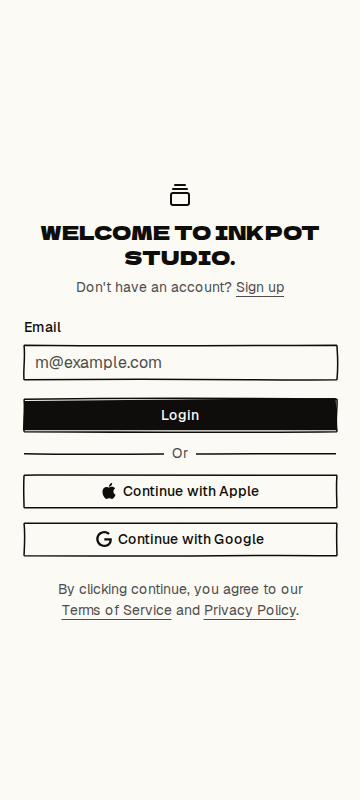 WELCOME TO INKPOT
STUDIO.
Don't have an account? Sign up
Email
m@example.com
Login
Or
Continue with Apple
Continue with Google
By clicking continue, you agree to our
Terms of Service and Privacy Policy.